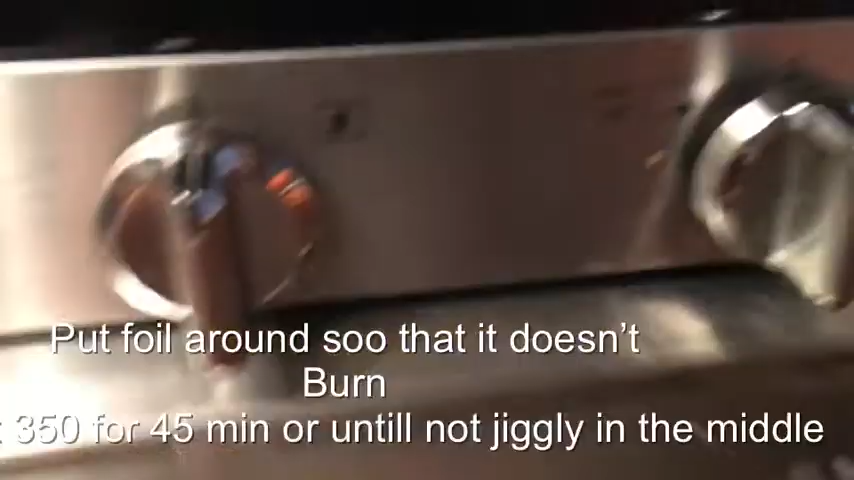 Put foil around soo that it doesn't
Burn
350 for 45 min or untill not jiggly in the middle